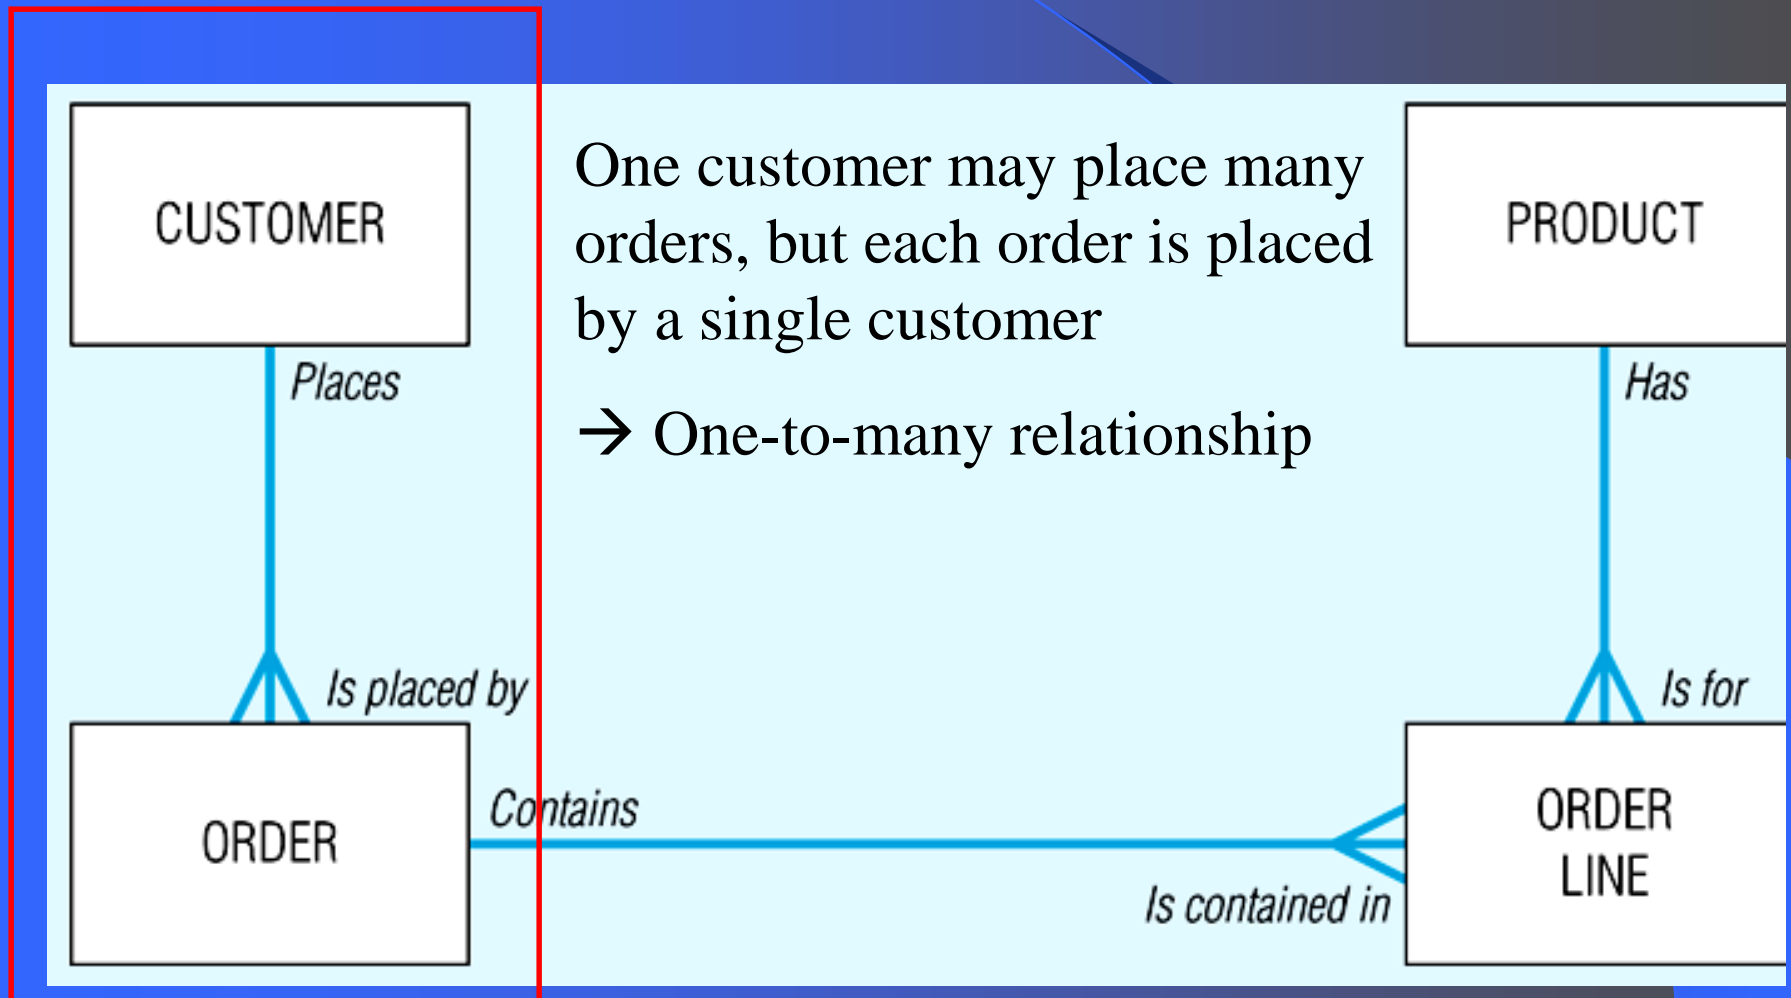 CUSTOMER
One customer may place many
orders, but each order is placed
by a single customer
→ One-to-many relationship
PRODUCT
Places
Has
Is placed by
Is for
ORDER
Contains
Is contained in
ORDER
LINE